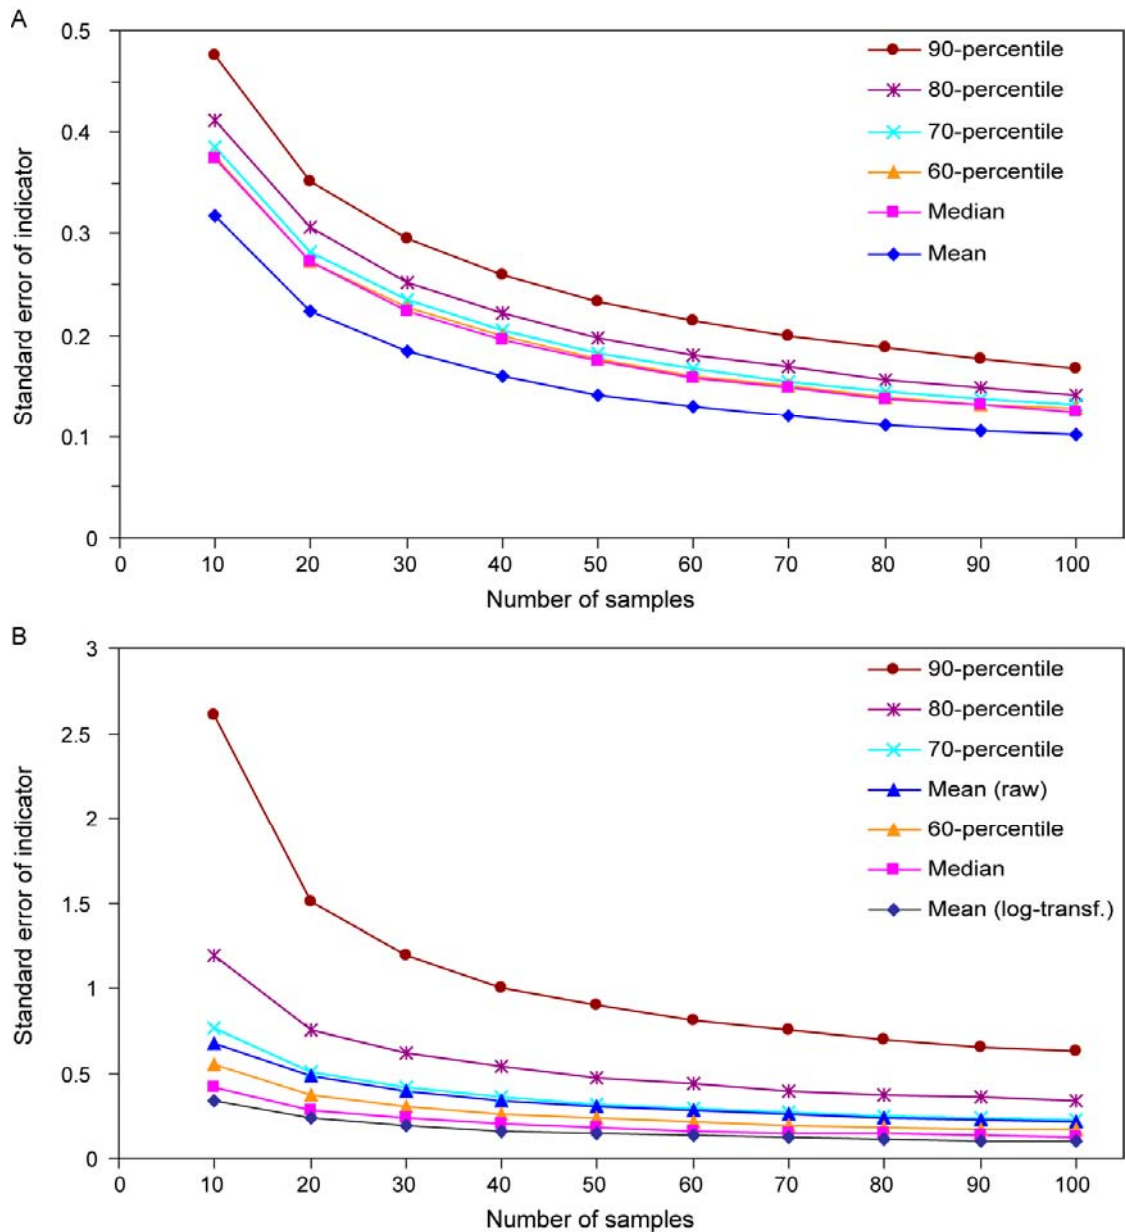 A
0.5
0.4
0.3
0.2
0.1
0
Standard error of indicator
90-percentile
80-percentile
70-percentile
60-percentile
Median
Mean
0 10 20 30 40 50 60 70 80 90 100
Number of samples
B
3
2.5
2
1.5
1
0.5
0
Standard error of indicator
90-percentile
80-percentile
70-percentile
Mean (raw)
60-percentile
Median
Mean (log-transf.)
0 10 20 30 40 50 60 70 80 90 100
Number of samples